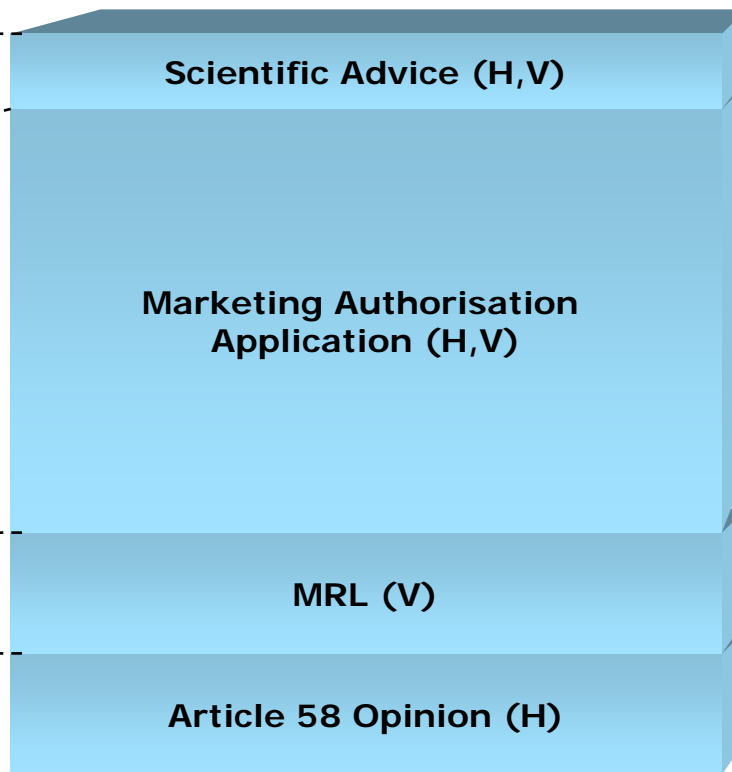 Scientific Advice (H,V)
Marketing Authorisation
Application (H,V)
MRL (V)
Article 58 Opinion (H)